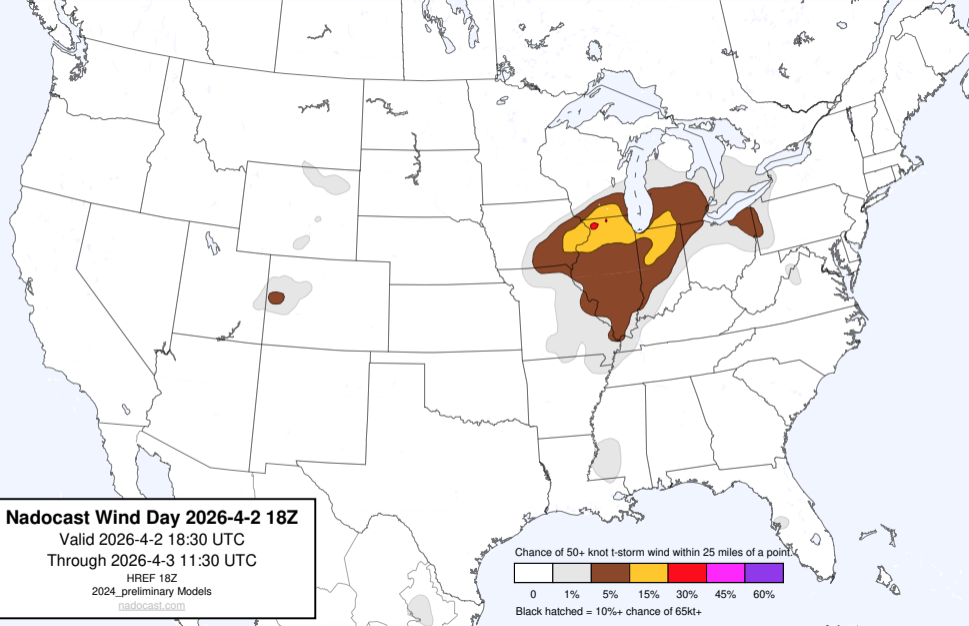 Nadocast Wind Day 2026-4-2 18Z
Valid 2026-4-2 18:30 UTC
Through 2026-4-3 11:30 UTC
HREF 18Z
2024_preliminary Models
nadocast.com
Chance of 50+ knot t-storm wind within 25 miles of a point.
0 1% 5% 15% 30% 45% 60%
Black hatched = 10%+ chance of 65kt+